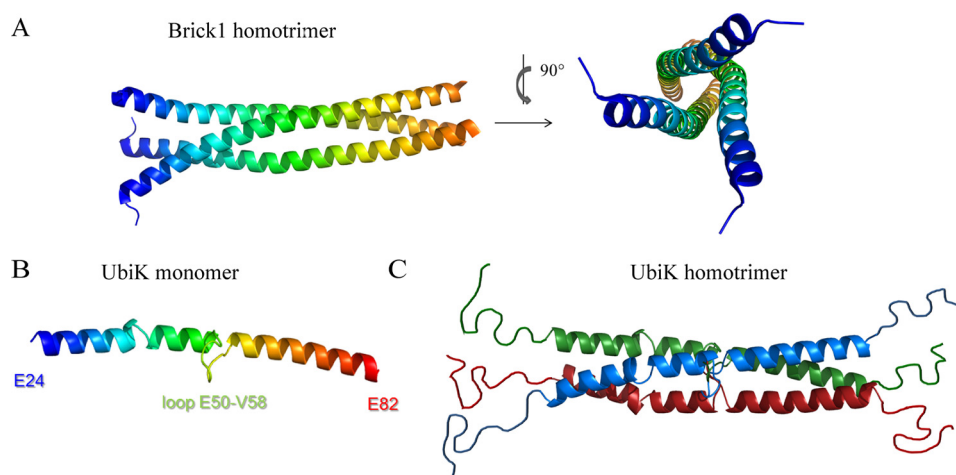 A
Brick1 homotrimer
90°
B
UbiK monomer
E24
loop E50-V58
E82
C
UbiK homotrimer